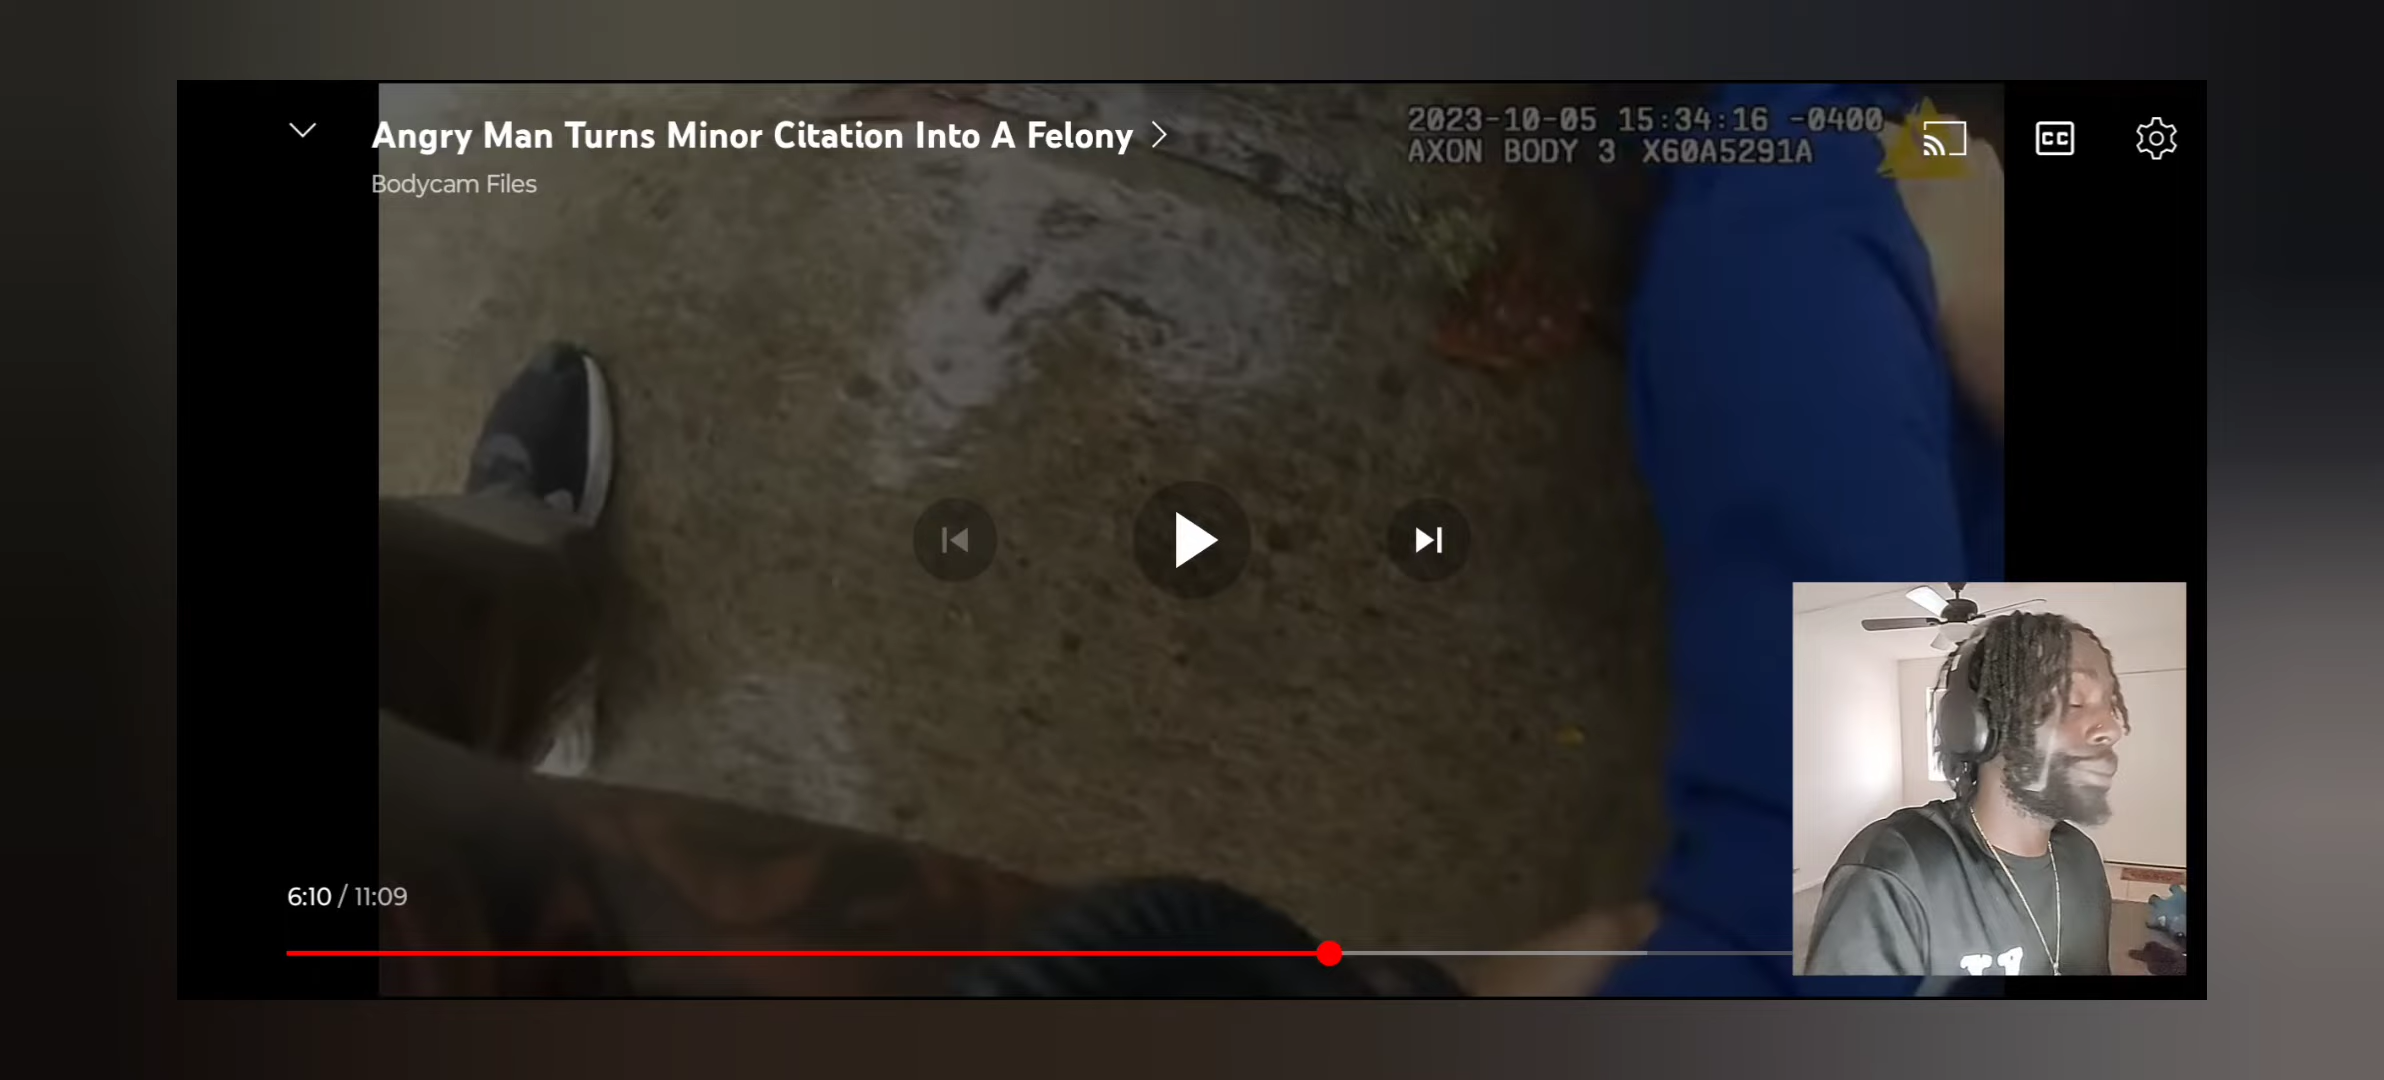 Angry Man Turns Minor Citation Into A Felony
Bodycam Files
2023-10-05 15:34:16 -0400
AXON BODY 3 X60A5291A
CC
6:10 / 11:09